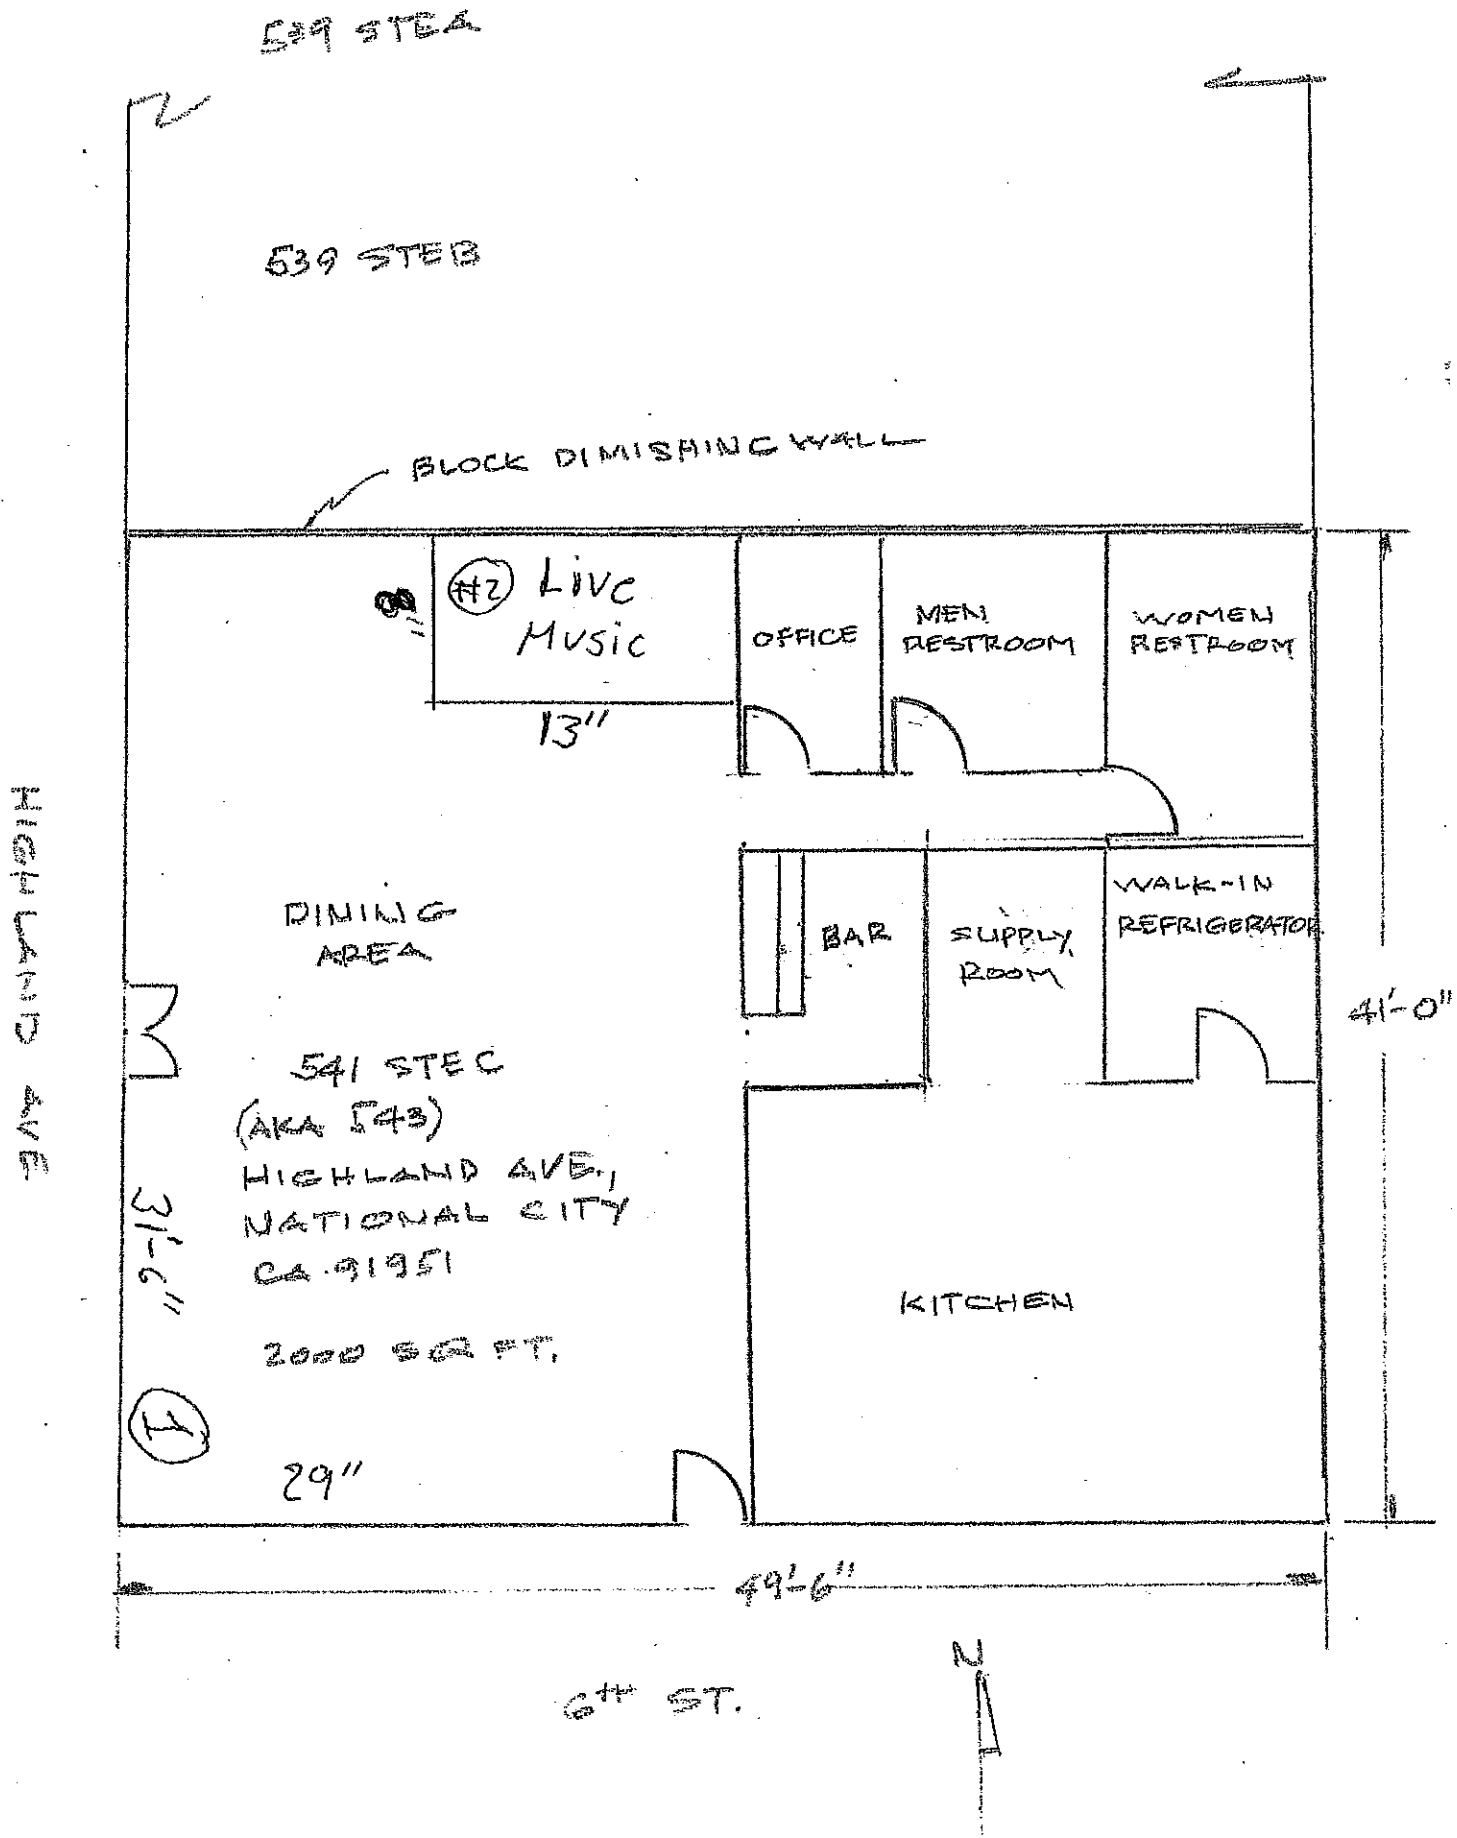 539 STEA
539 STEB
BLOCK DIMISHING WALL
#2 Live
Music
13"
OFFICE
MEN
RESTROOM
WOMEN
RESTROOM
HIGHLAND AVE
DINING
AREA
BAR
SUPPLY
ROOM
WALK-IN
REFRIGERATOR
41'-0"
541 STE C
(AKA 543)
HIGHLAND AVE.,
NATIONAL CITY
CA. 91951
2000 SQ FT.
31'-6"
1
29"
KITCHEN
49'-6"
6TH ST.
N